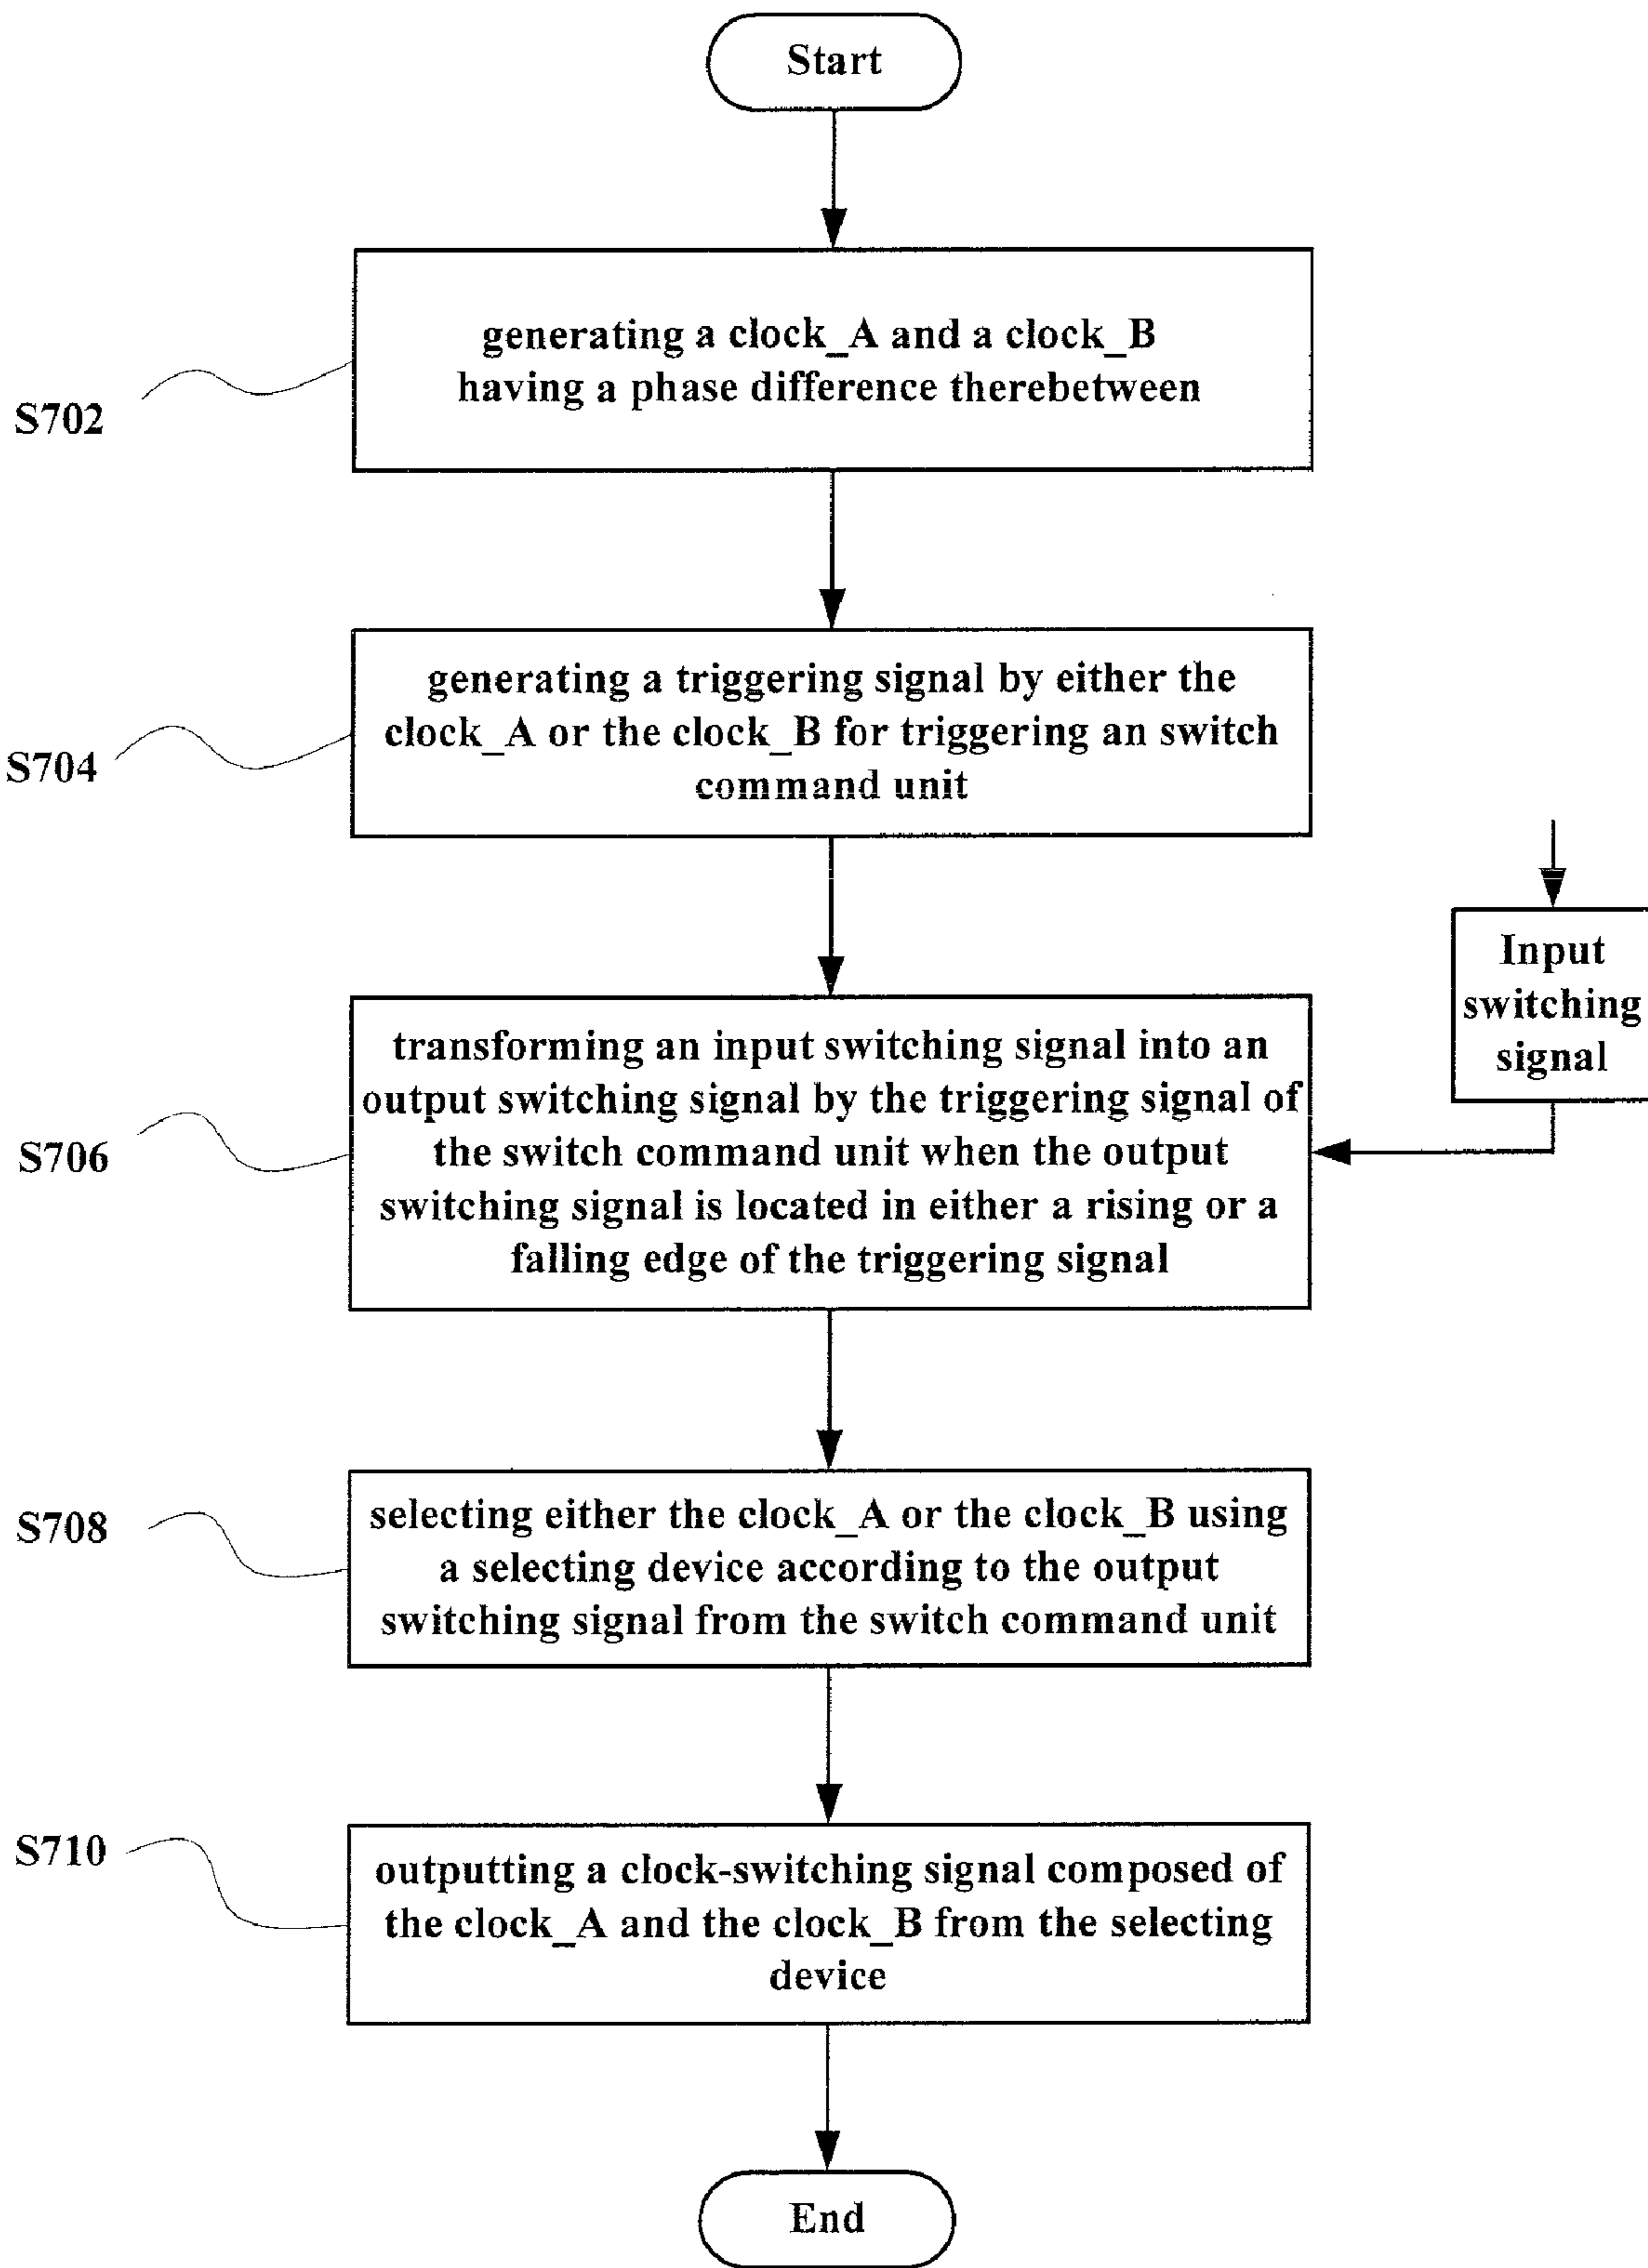 Start
generating a clock_A and a clock_B
having a phase difference therebetween
S702
generating a triggering signal by either the
clock_A or the clock_B for triggering an switch
command unit
S704
Input
switching
signal
transforming an input switching signal into an
output switching signal by the triggering signal of
the switch command unit when the output
switching signal is located in either a rising or a
falling edge of the triggering signal
S706
selecting either the clock_A or the clock_B using
a selecting device according to the output
switching signal from the switch command unit
S708
outputting a clock-switching signal composed of
the clock_A and the clock_B from the selecting
device
S710
End